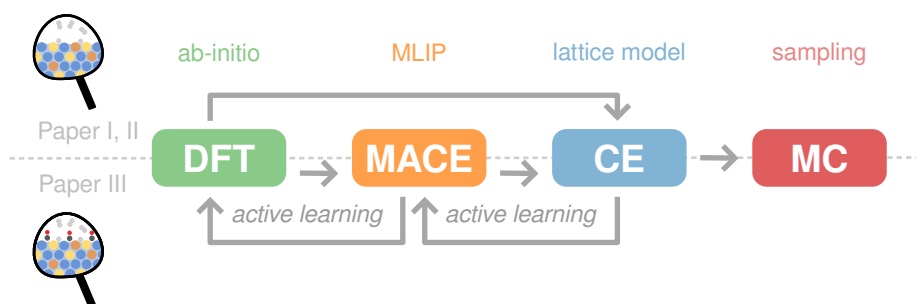 ab-initio MLIP lattice model sampling
Paper I, II
DFT MACE CE MC
Paper III
active learning active learning